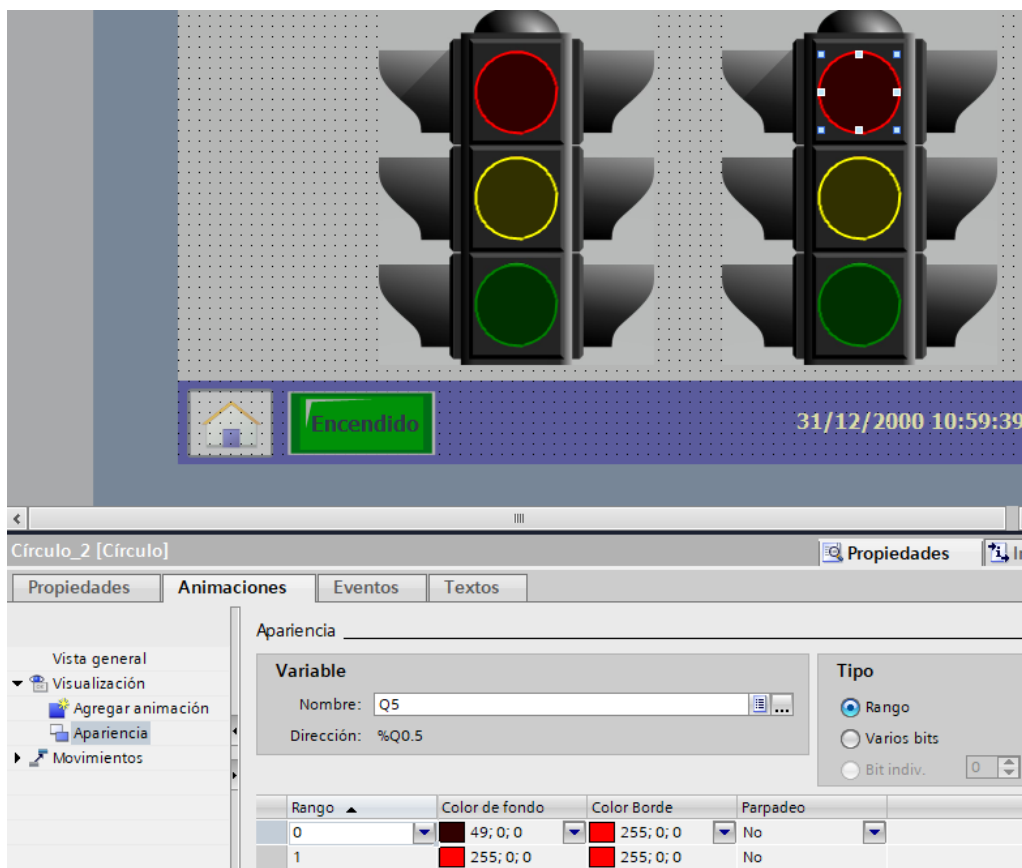 Encendido
31/12/2000 10:59:39
Círculo_2 [Círculo]
Propiedades
Propiedades Animaciones Eventos Textos
Apariencia
Vista general
Visualización
Agregar animación
Apariencia
Movimientos
Variable
Nombre: Q5
Dirección: %Q0.5
Tipo
Rango
Varios bits
Bit indiv. 0
Rango Color de fondo Color Borde Parpadeo
0 49; 0; 0 255; 0; 0 No
1 255; 0; 0 255; 0; 0 No